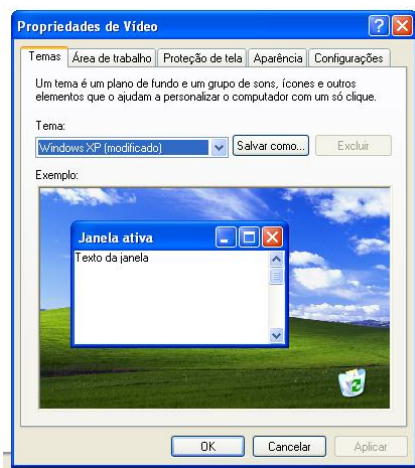 Propriedades de Vídeo
Temas Área de trabalho Proteção de tela Aparência Configurações
Um tema é um plano de fundo e um grupo de sons, ícones e outros
elementos que o ajudam a personalizar o computador com um só clique.
Tema:
Windows XP (modificado) Salvar como... Excluir
Exemplo:
Janela ativa
Texto da janela
OK Cancelar Aplicar